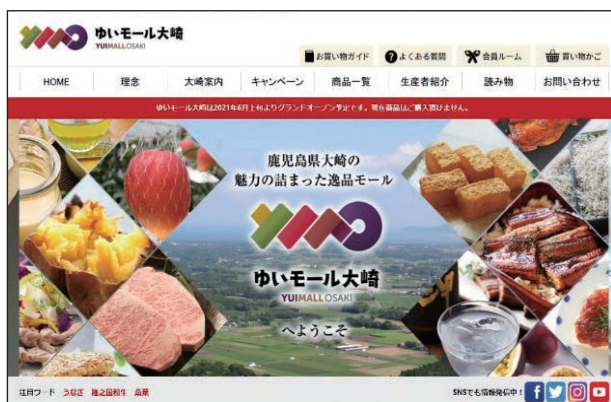 ゆいモール大崎
YUIMALL OSAKI
お買い物ガイド
?よくある質問
会員ルーム
買い物かご
HOME
理念
大崎案内
キャンペーン
商品一覧
生産者紹介
読み物
お問い合わせ
ゆいモール大崎は2021年6月上旬よりグランドオープン予定です。現在商品はご購入頂けません。
鹿児島県大崎の
魅力の詰まった逸品モール
ゆいモール大崎
YUIMALL OSAKI
へようこそ
注目ワード うなぎ
SNSでも情報発信中!